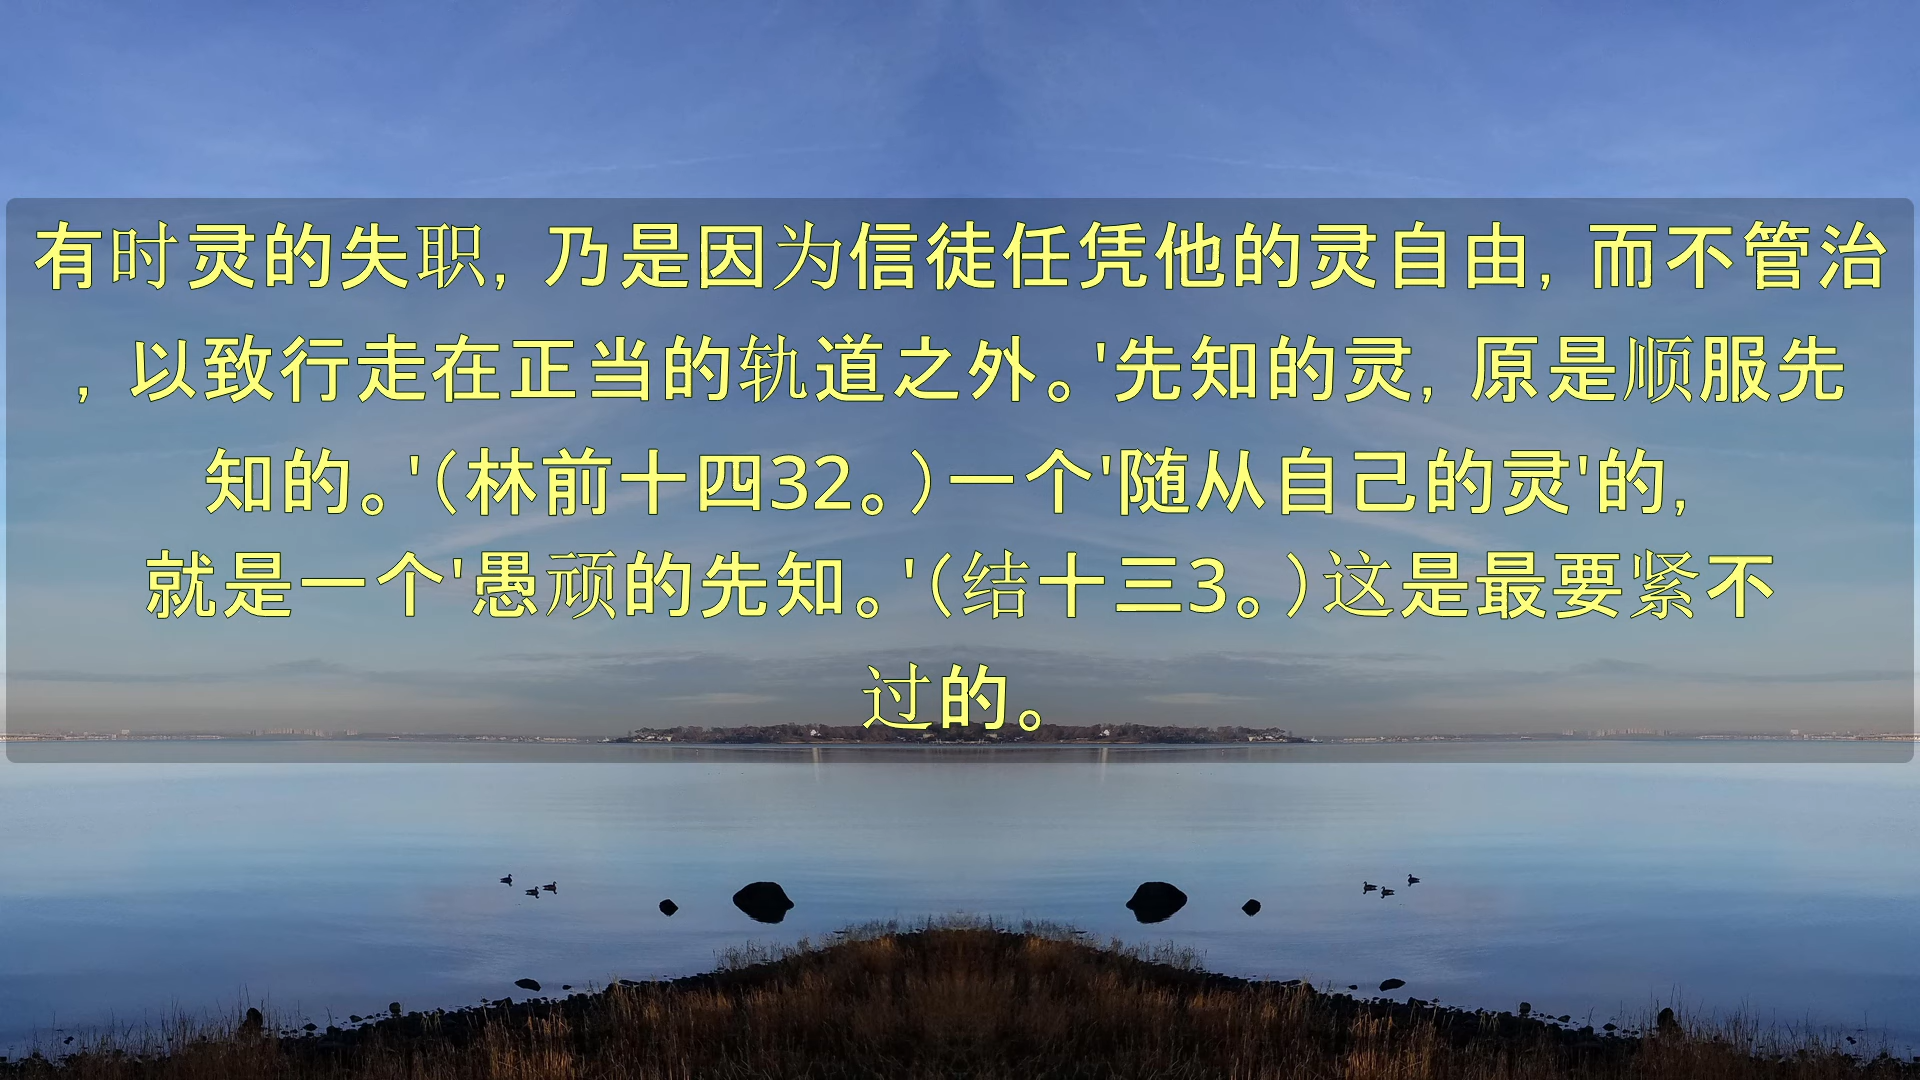 有时灵的失职, 乃是因为信徒任凭他的灵自由, 而不管治
, 以致行走在正当的轨道之外。'先知的灵, 原是顺服先
知的。'(林前十四32。)一个'随从自己的灵'的,
就是一个'愚顽的先知。'(结十三3。)这是最要紧不
过的。